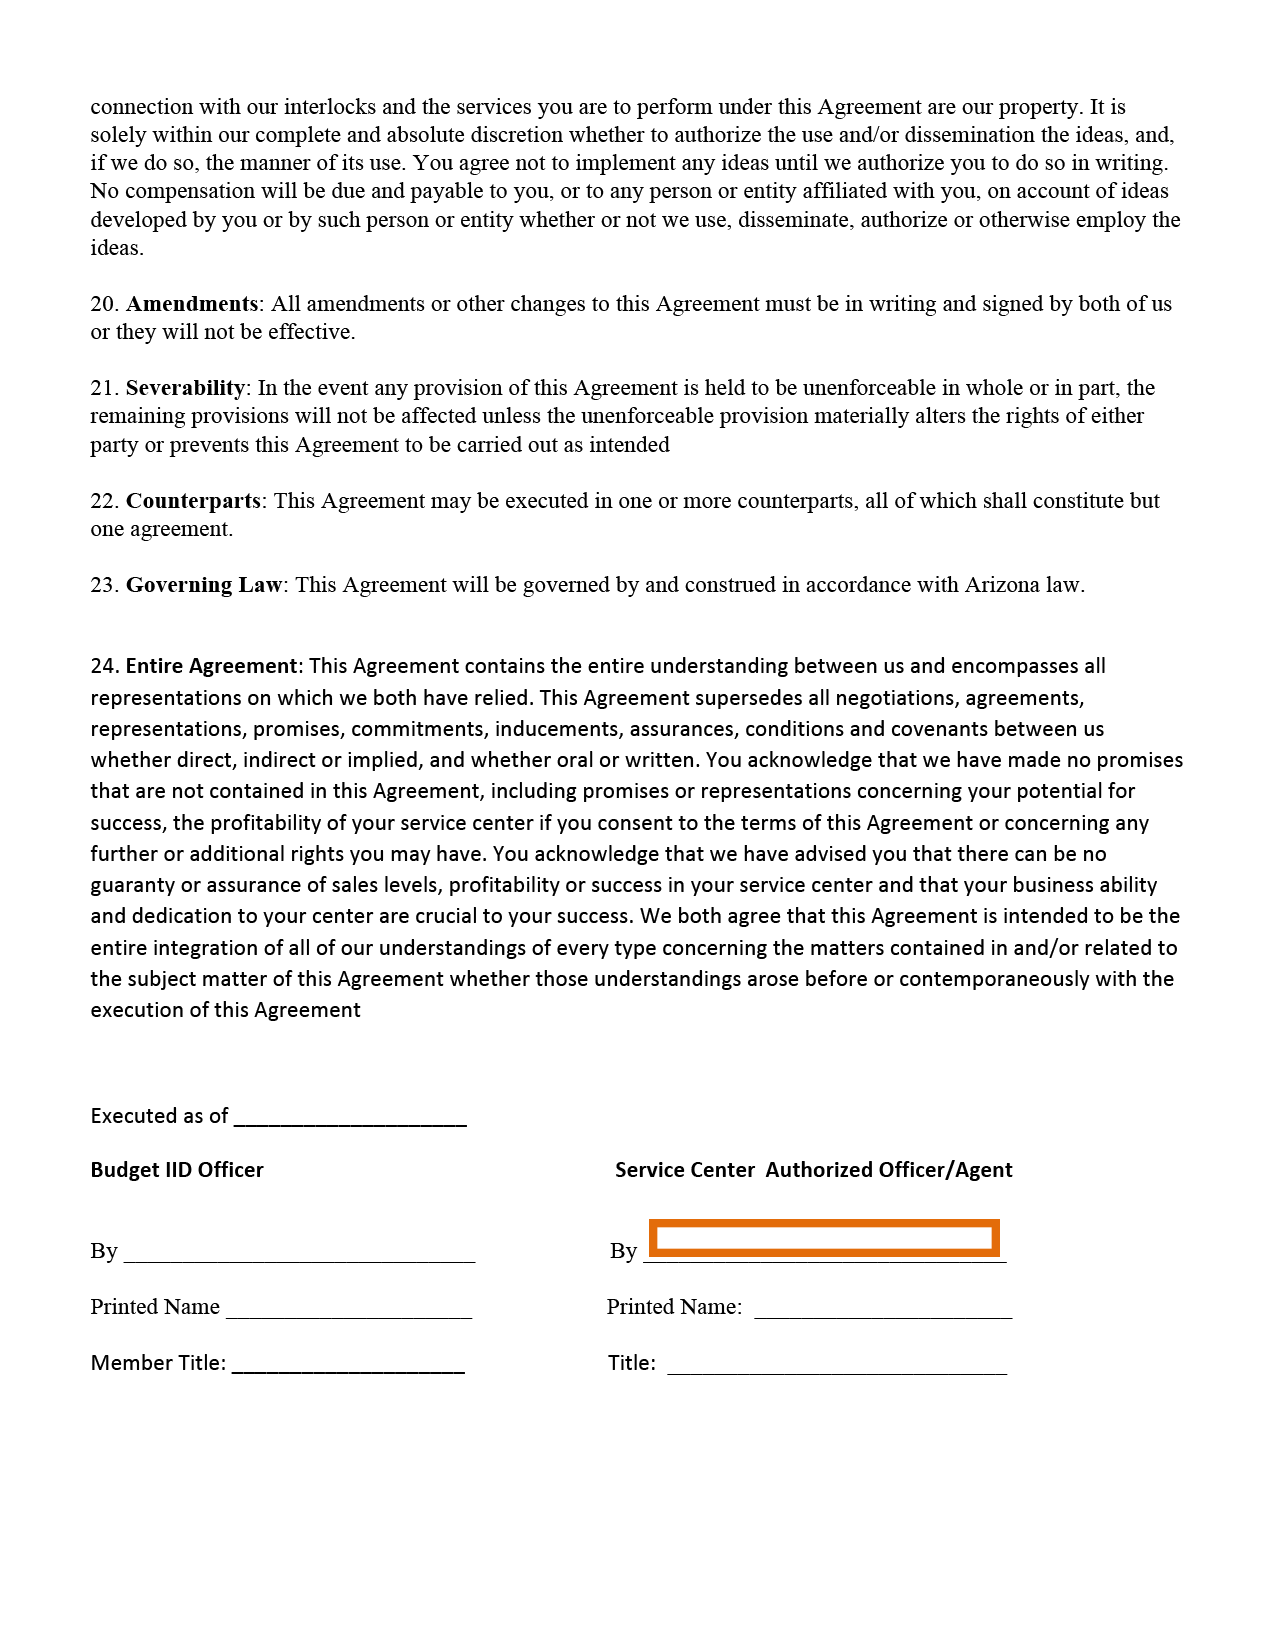 connection with our interlocks and the services you are to perform under this Agreement are our property. It is
solely within our complete and absolute discretion whether to authorize the use and/or dissemination the ideas, and,
if we do so, the manner of its use. You agree not to implement any ideas until we authorize you to do so in writing.
No compensation will be due and payable to you, or to any person or entity affiliated with you, on account of ideas
developed by you or by such person or entity whether or not we use, disseminate, authorize or otherwise employ the
ideas.
20. Amendments: All amendments or other changes to this Agreement must be in writing and signed by both of us
or they will not be effective.
21. Severability: In the event any provision of this Agreement is held to be unenforceable in whole or in part, the
remaining provisions will not be affected unless the unenforceable provision materially alters the rights of either
party or prevents this Agreement to be carried out as intended
22. Counterparts: This Agreement may be executed in one or more counterparts, all of which shall constitute but
one agreement.
23. Governing Law: This Agreement will be governed by and construed in accordance with Arizona law.
24. Entire Agreement: This Agreement contains the entire understanding between us and encompasses all
representations on which we both have relied. This Agreement supersedes all negotiations, agreements,
representations, promises, commitments, inducements, assurances, conditions and covenants between us
whether direct, indirect or implied, and whether oral or written. You acknowledge that we have made no promises
that are not contained in this Agreement, including promises or representations concerning your potential for
success, the profitability of your service center if you consent to the terms of this Agreement or concerning any
further or additional rights you may have. You acknowledge that we have advised you that there can be no
guaranty or assurance of sales levels, profitability or success in your service center and that your business ability
and dedication to your center are crucial to your success. We both agree that this Agreement is intended to be the
entire integration of all of our understandings of every type concerning the matters contained in and/or related to
the subject matter of this Agreement whether those understandings arose before or contemporaneously with the
execution of this Agreement
Executed as of ____________________
Budget IID Officer Service Center Authorized Officer/Agent
By ______________________________ By _______________________________
Printed Name _____________________ Printed Name: ______________________
Member Title: ____________________ Title: _____________________________